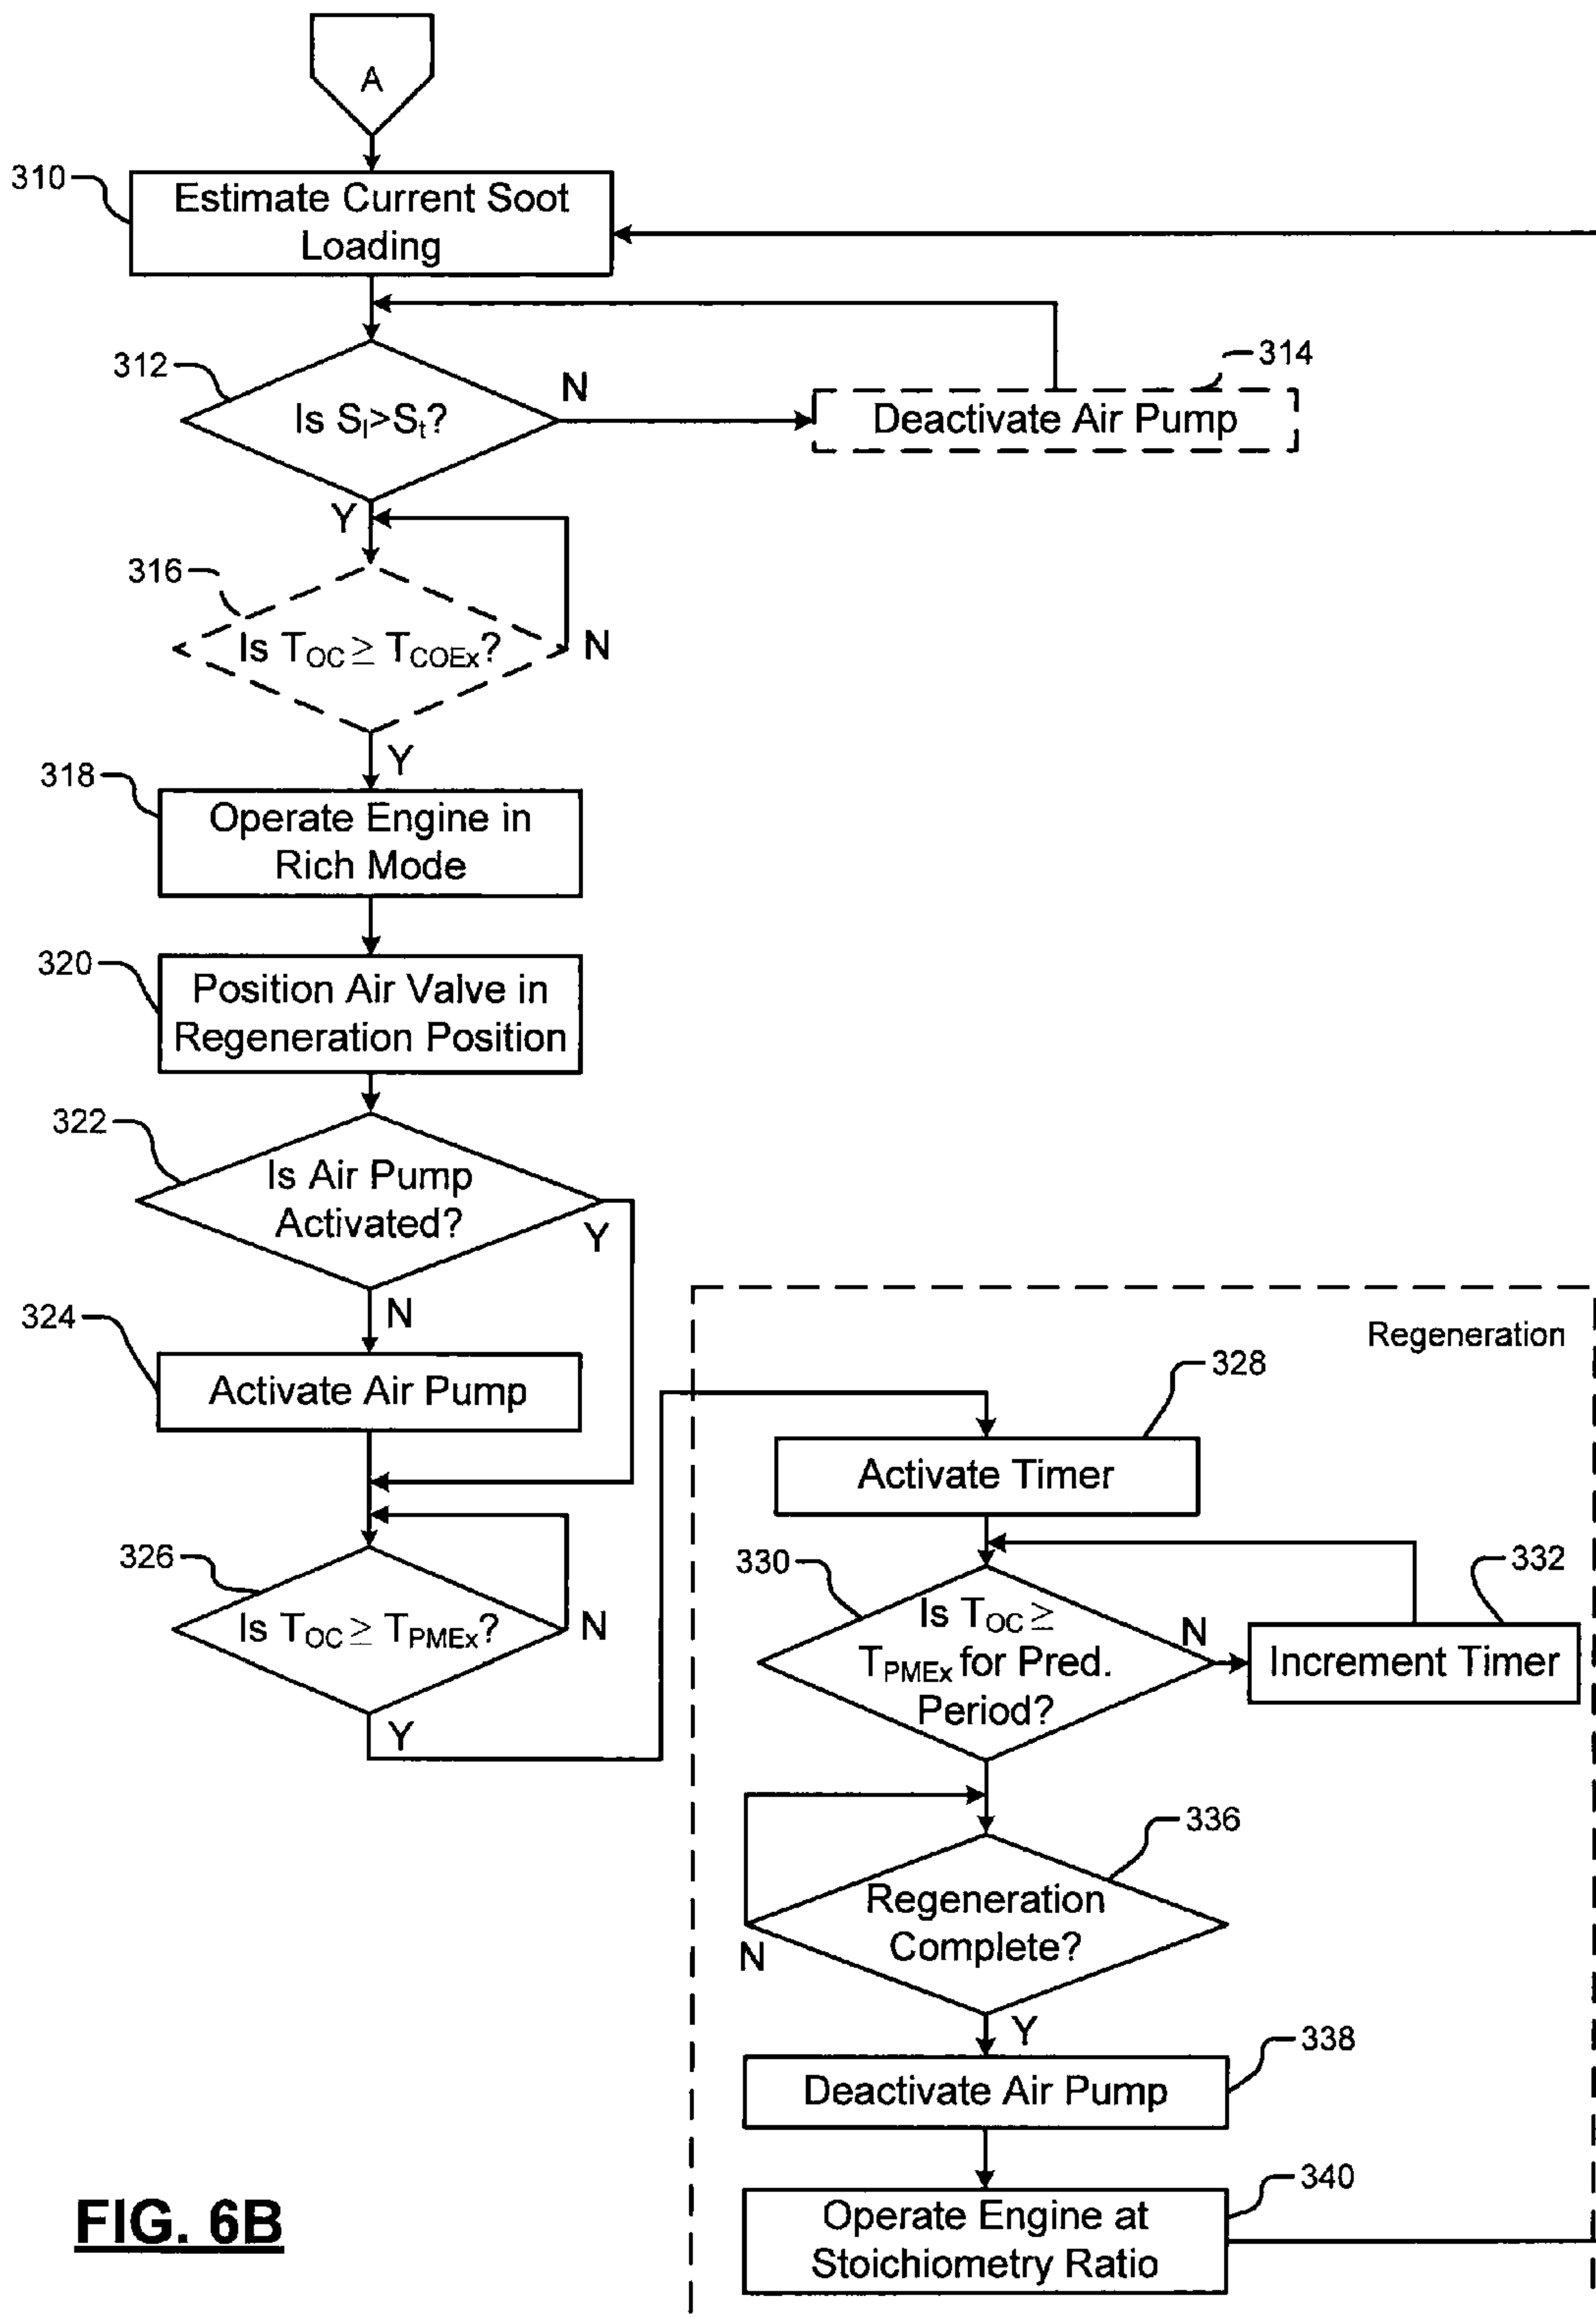 A
310
Estimate Current Soot
Loading
312
Is Sl>St?
N
314
Deactivate Air Pump
Y
316
Is TOC ≥ TCOEx?
N
Y
318
Operate Engine in
Rich Mode
320
Position Air Valve in
Regeneration Position
322
Is Air Pump
Activated?
Y
N
324
Activate Air Pump
326
Is TOC ≥ TPMEx?
N
Y
Regeneration
328
Activate Timer
330
Is TOC ≥
TPMEx for Pred.
Period?
N
332
Increment Timer
336
Regeneration
Complete?
N
Y
338
Deactivate Air Pump
340
Operate Engine at
Stoichiometry Ratio
FIG. 6B